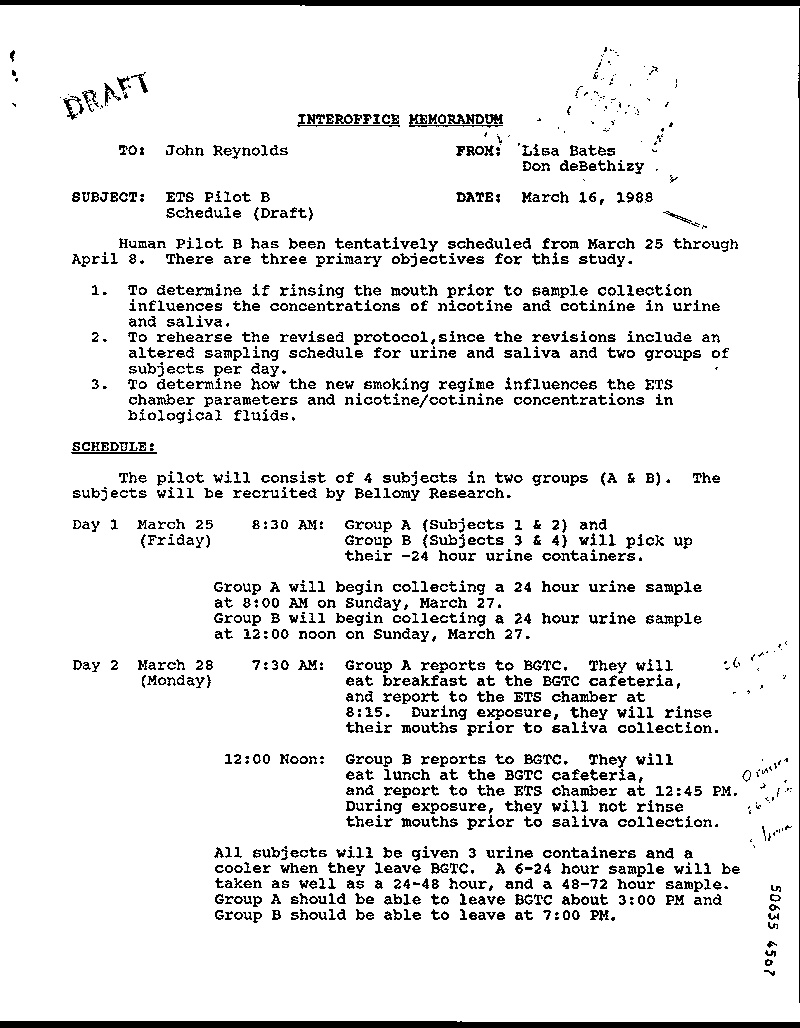 DRAFT
INTEROFFICE MEMORANDUM
TO: John Reynolds FROM: Lisa Bates
Don deBethizy
SUBJECT: ETS Pilot B DATE: March 16, 1988
Schedule (Draft)
Human Pilot B has been tentatively scheduled from March 25 through
April 8. There are three primary objectives for this study.
1. To determine if rinsing the mouth prior to sample collection
influences the concentrations of nicotine and cotinine in urine
and saliva.
2. To rehearse the revised protocol,since the revisions include an
altered sampling schedule for urine and saliva and two groups of
subjects per day.
3. To determine how the new smoking regime influences the ETS
chamber parameters and nicotine/cotinine concentrations in
biological fluids.
SCHEDULE:
The pilot will consist of 4 subjects in two groups (A & B). The
subjects will be recruited by Bellomy Research.
Day 1 March 25 8:30 AM: Group A (Subjects 1 & 2) and
(Friday) Group B (Subjects 3 & 4) will pick up
their -24 hour urine containers.
Group A will begin collecting a 24 hour urine sample
at 8:00 AM on Sunday, March 27.
Group B will begin collecting a 24 hour urine sample
at 12:00 noon on Sunday, March 27.
Day 2 March 28 7:30 AM: Group A reports to BGTC. They will
(Monday) eat breakfast at the BGTC cafeteria,
and report to the ETS chamber at
8:15. During exposure, they will rinse
their mouths prior to saliva collection.
12:00 Noon: Group B reports to BGTC. They will
eat lunch at the BGTC cafeteria,
and report to the ETS chamber at 12:45 PM.
During exposure, they will not rinse
their mouths prior to saliva collection.
All subjects will be given 3 urine containers and a
cooler when they leave BGTC. A 6-24 hour sample will be
taken as well as a 24-48 hour, and a 48-72 hour sample.
Group A should be able to leave BGTC about 3:00 PM and
Group B should be able to leave at 7:00 PM.
50635 4507